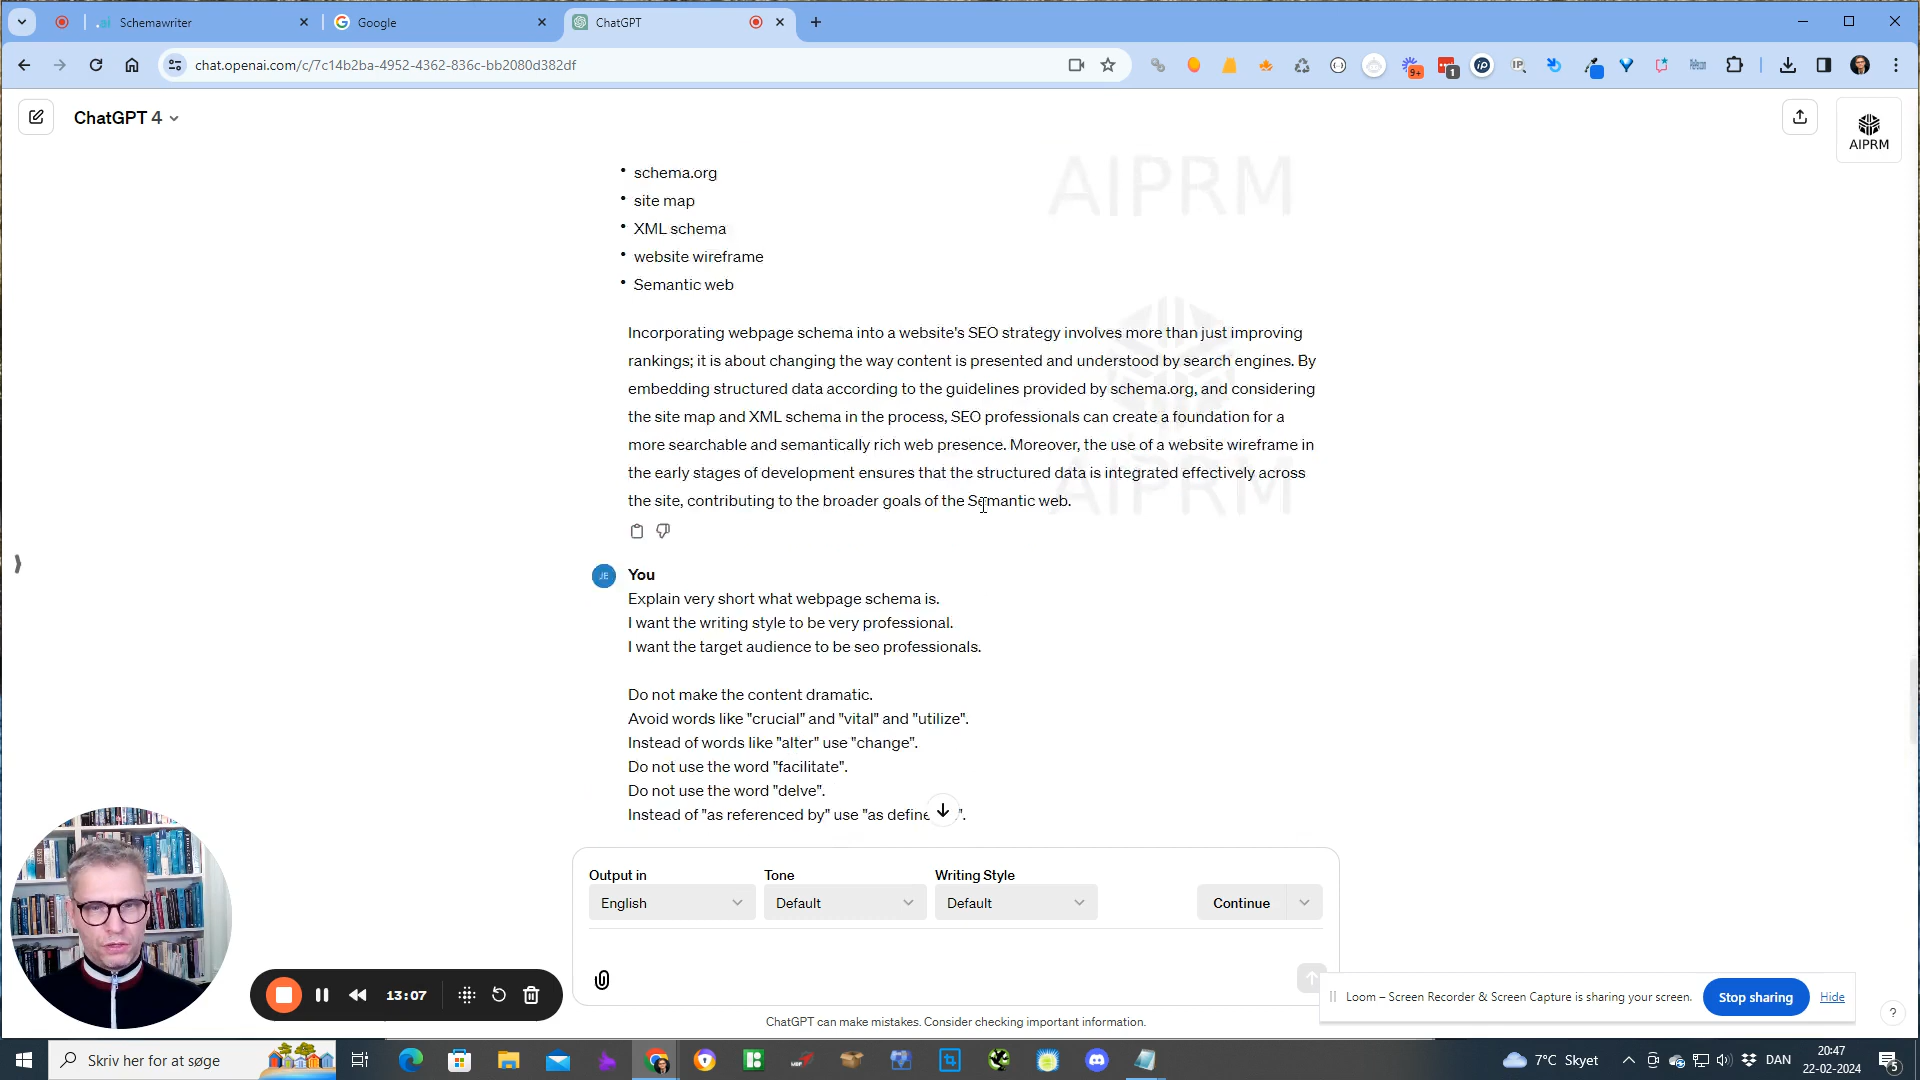 Schemawriter
Google
ChatGPT
chat.openai.com/c/7c14b2ba-4952-4362-836c-bb2080d382df
9+
1
ChatGPT 4
AIPRM
AIPRM
• schema.org
• site map
• XML schema
• website wireframe
• Semantic web
Incorporating webpage schema into a website's SEO strategy involves more than just improving
rankings; it is about changing the way content is presented and understood by search engines. By
embedding structured data according to the guidelines provided by schema.org, and considering
the site map and XML schema in the process, SEO professionals can create a foundation for a
more searchable and semantically rich web presence. Moreover, the use of a website wireframe in
the early stages of development ensures that the structured data is integrated effectively across
the site, contributing to the broader goals of the Semantic web.
AIPRM
JE
You
Explain very short what webpage schema is.
I want the writing style to be very professional.
I want the target audience to be seo professionals.
Do not make the content dramatic.
Avoid words like "crucial" and "vital" and "utilize".
Instead of words like "alter" use "change".
Do not use the word "facilitate".
Do not use the word "delve".
Instead of "as referenced by" use "as define ".
Output in
Tone
Writing Style
English
Default
Default
Continue
13:07
Loom – Screen Recorder & Screen Capture is sharing your screen.
Stop sharing
Hide
?
ChatGPT can make mistakes. Consider checking important information.
Skriv her for at søge
7°C Skyet
DAN
20:47
22-02-2024
5